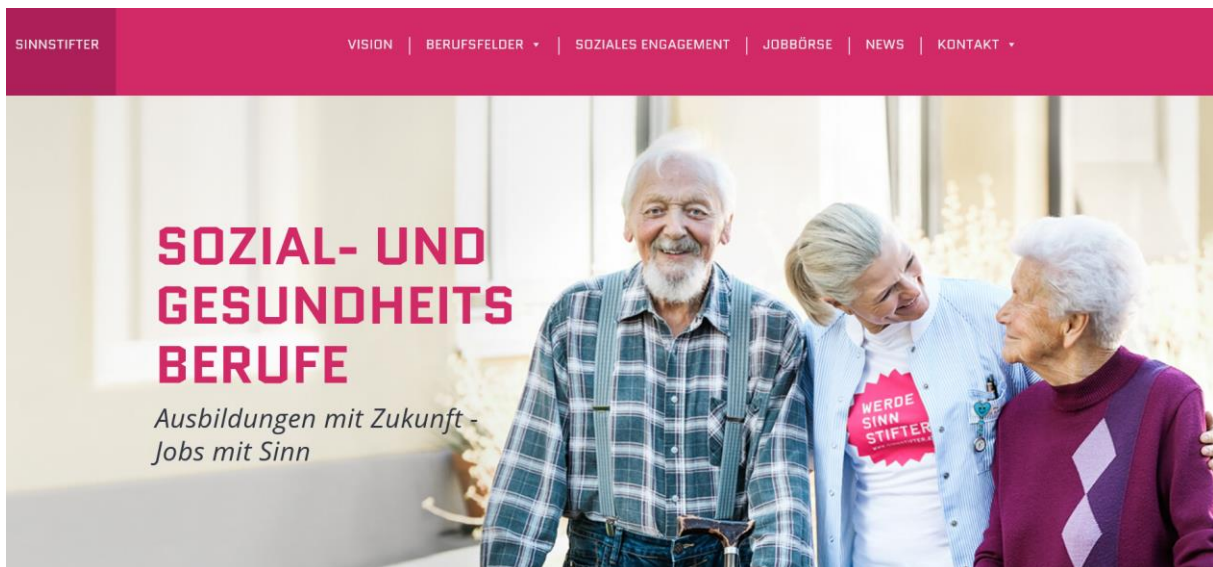 SINNSTIFTER
VISION | BERUFSFELDER | SOZIALES ENGAGEMENT | JOBBÖRSE | NEWS | KONTAKT
SOZIAL- UND
GESUNDHEITS
BERUFE
Ausbildungen mit Zukunft -
Jobs mit Sinn
WERDE
SINN
STIFTER